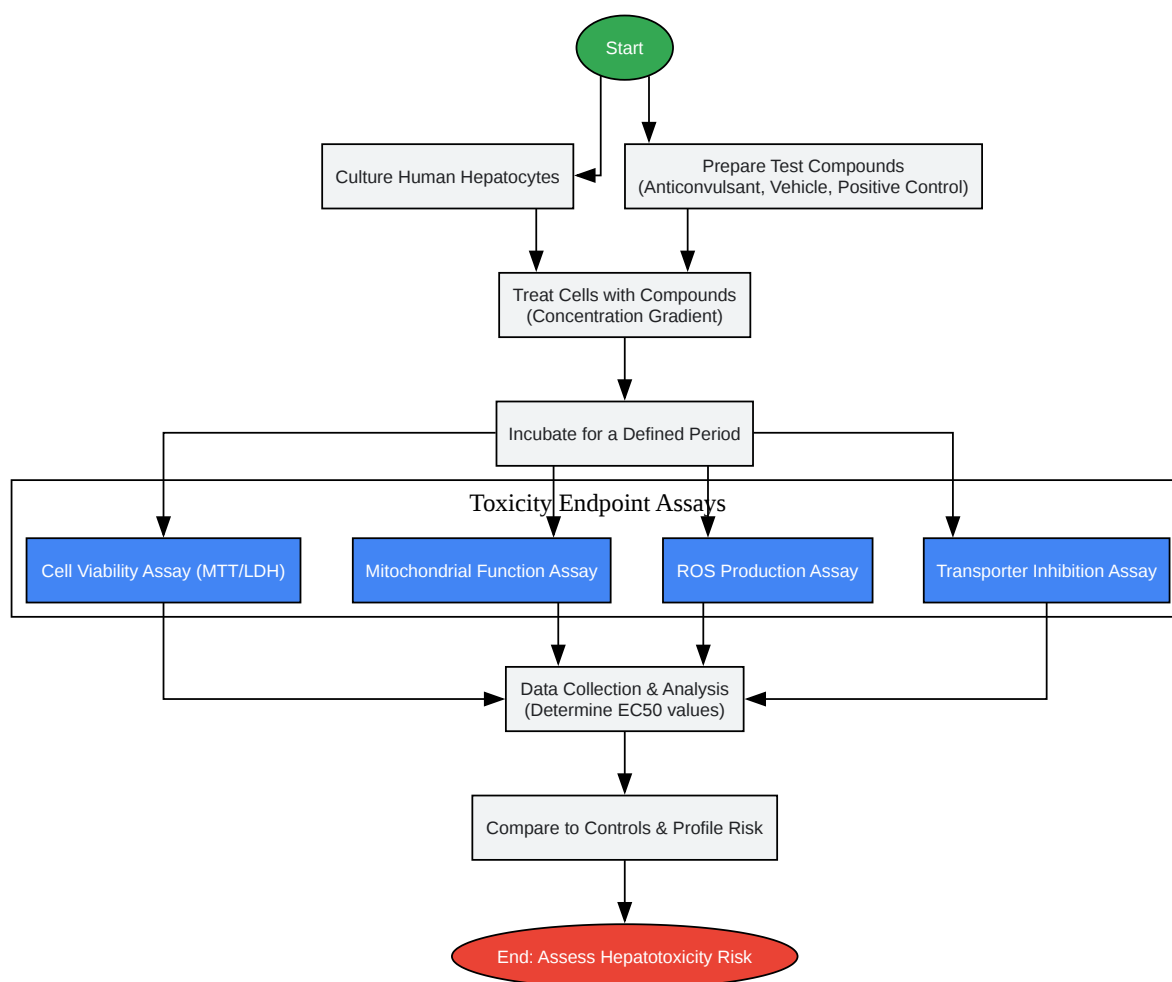 Start
Culture Human Hepatocytes
Prepare Test Compounds
(Anticonvulsant, Vehicle, Positive Control)
Treat Cells with Compounds
(Concentration Gradient)
Incubate for a Defined Period
Toxicity Endpoint Assays
Cell Viability Assay (MTT/LDH)
Mitochondrial Function Assay
ROS Production Assay
Transporter Inhibition Assay
Data Collection & Analysis
(Determine EC50 values)
Compare to Controls & Profile Risk
End: Assess Hepatotoxicity Risk